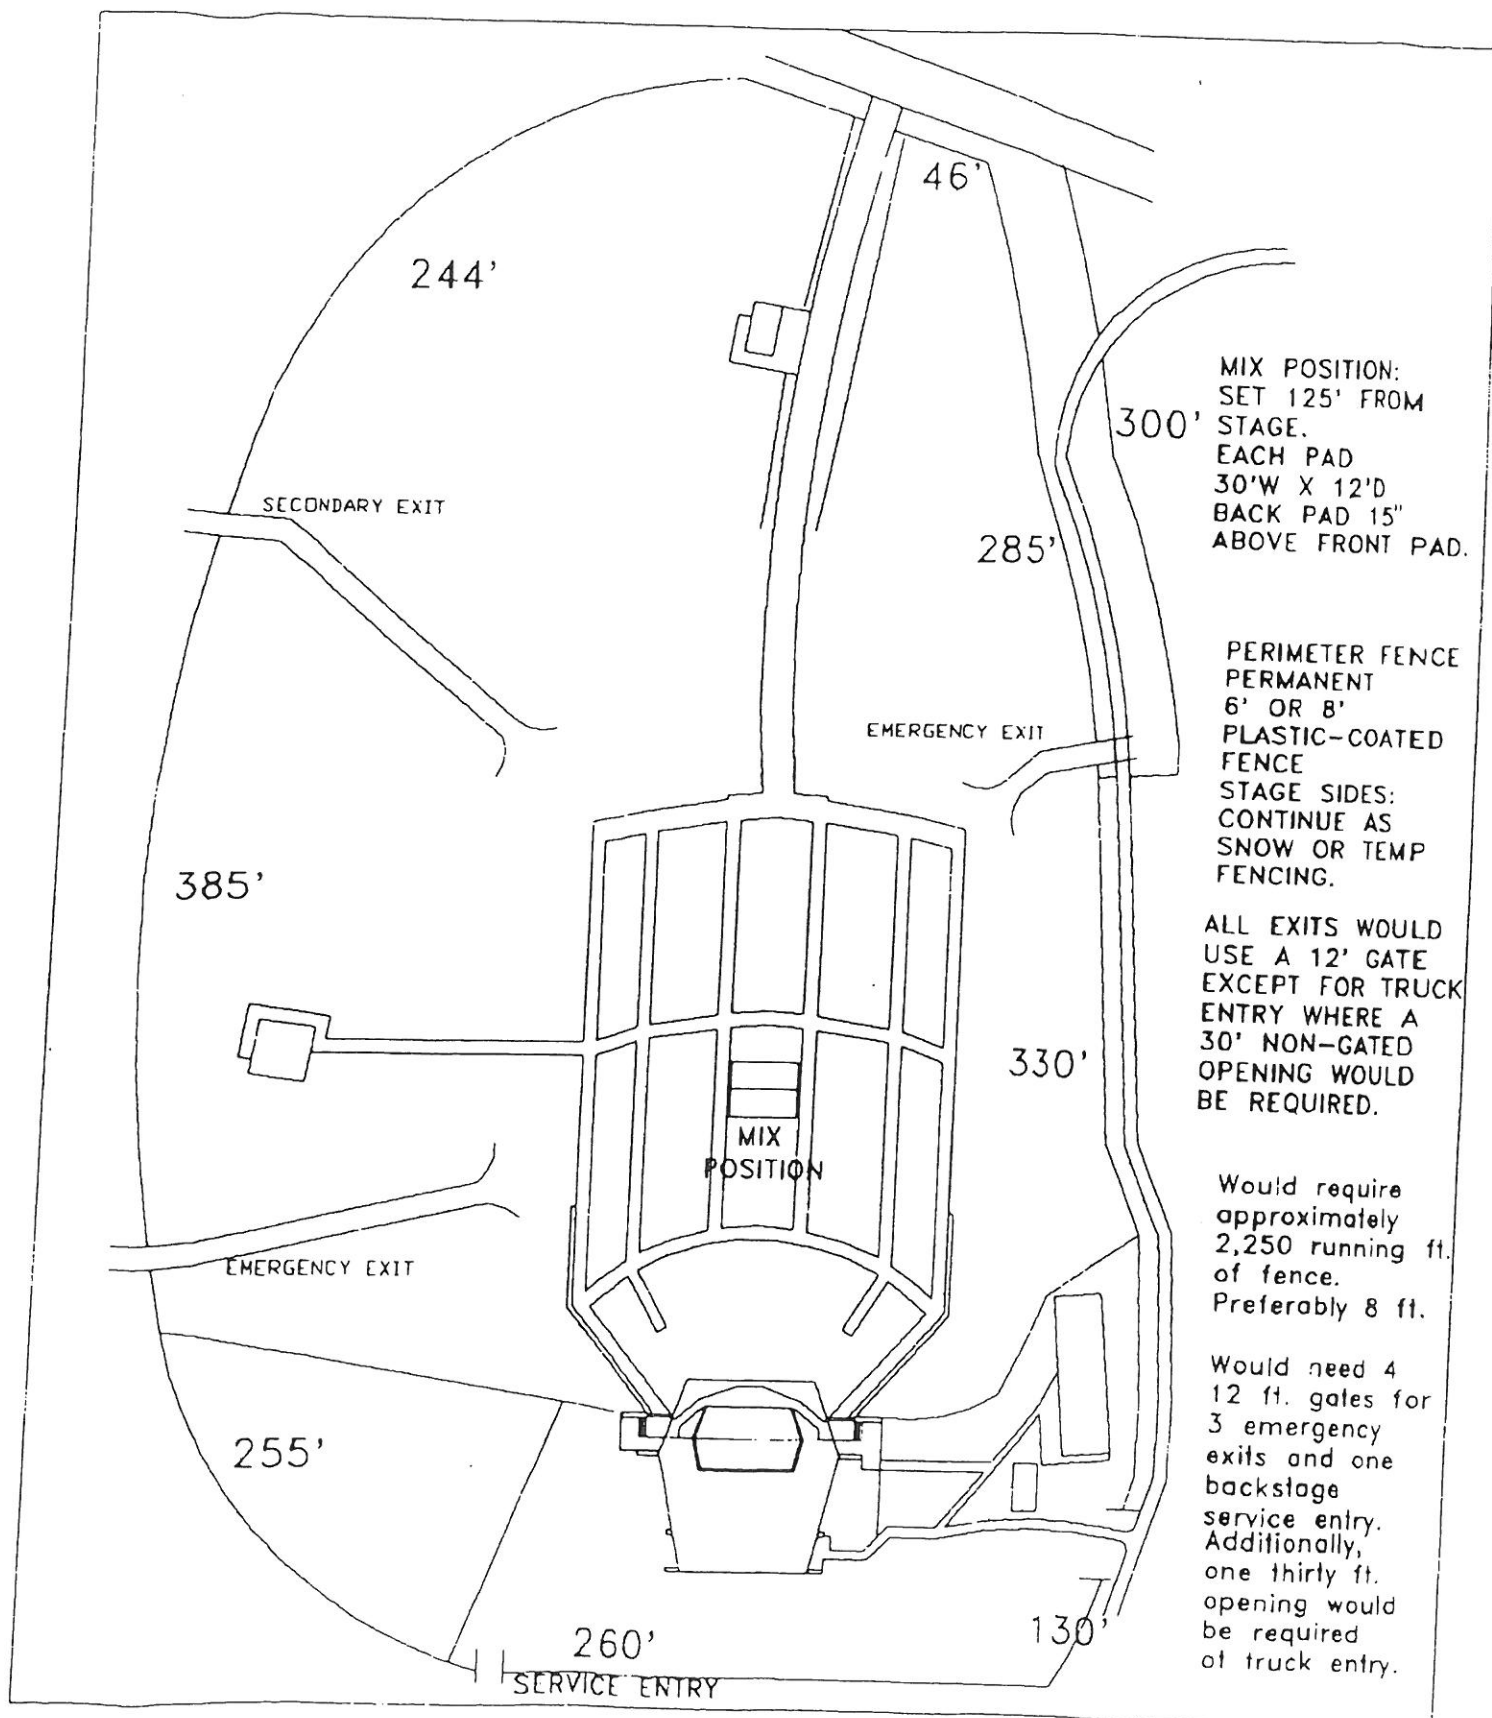 46'
244'
MIX POSITION:
SET 125' FROM
STAGE.
EACH PAD
30'W X 12'D
BACK PAD 15"
ABOVE FRONT PAD.
300'
SECONDARY EXIT
285'
PERIMETER FENCE
PERMANENT
6' OR 8'
PLASTIC-COATED
FENCE
STAGE SIDES:
CONTINUE AS
SNOW OR TEMP
FENCING.
EMERGENCY EXIT
385'
ALL EXITS WOULD
USE A 12' GATE
EXCEPT FOR TRUCK
ENTRY WHERE A
30' NON-GATED
OPENING WOULD
BE REQUIRED.
330'
MIX
POSITION
Would require
approximately
2,250 running ft.
of fence.
Preferably 8 ft.
EMERGENCY EXIT
Would need 4
12 ft. gates for
3 emergency
exits and one
backstage
service entry.
Additionally,
one thirty ft.
opening would
be required
at truck entry.
255'
260'
130'
SERVICE ENTRY